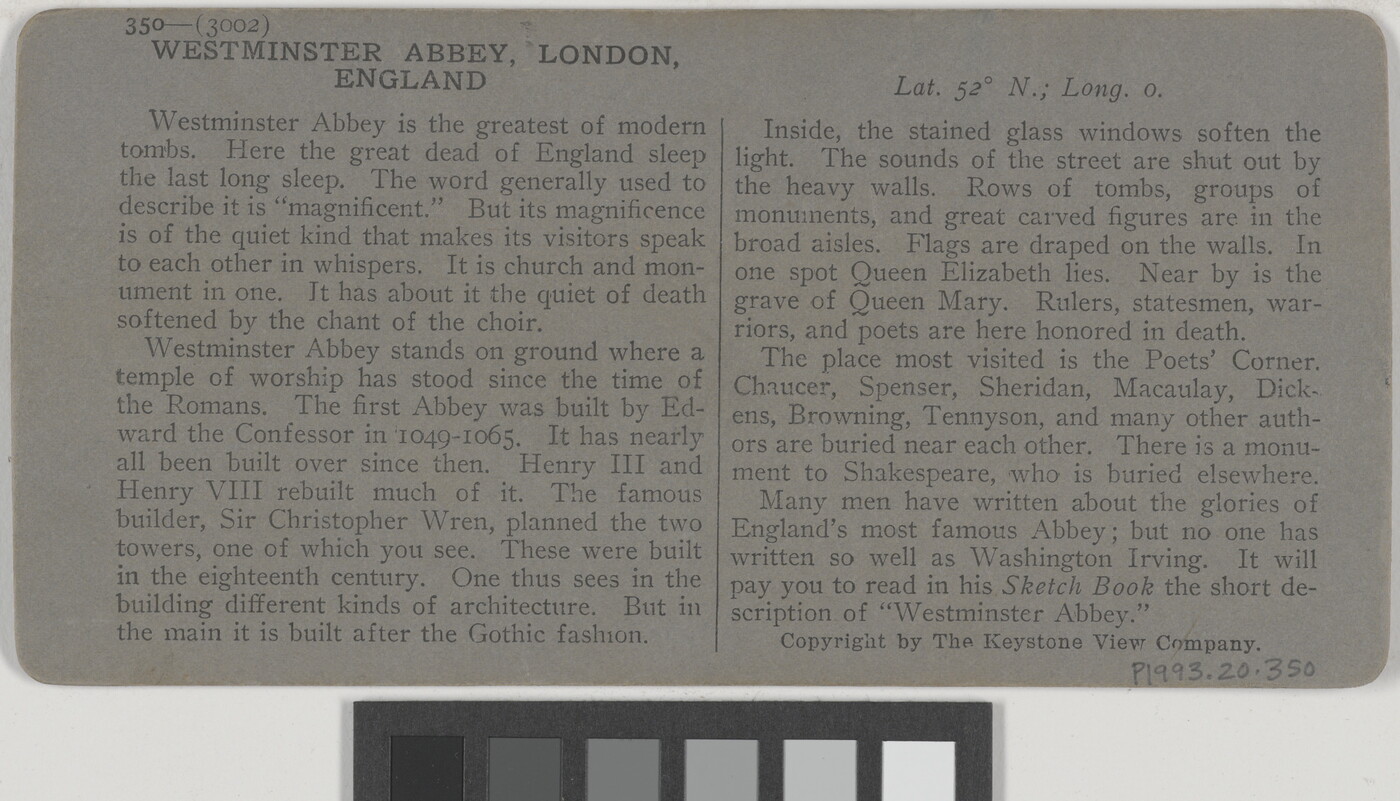 350—(3002)
WESTMINSTER ABBEY, LONDON,
ENGLAND
Westminster Abbey is the greatest of modern
tombs. Here the great dead of England sleep
the last long sleep. The word generally used to
describe it is “magnificent.” But its magnificence
is of the quiet kind that makes its visitors speak
to each other in whispers. It is church and mon-
ument in one. It has about it the quiet of death
softened by the chant of the choir.
Westminster Abbey stands on ground where a
temple of worship has stood since the time of
the Romans. The first Abbey was built by Ed-
ward the Confessor in 1049-1065. It has nearly
all been built over since then. Henry III and
Henry VIII rebuilt much of it. The famous
builder, Sir Christopher Wren, planned the two
towers, one of which you see. These were built
in the eighteenth century. One thus sees in the
building different kinds of architecture. But in
the main it is built after the Gothic fashion.
Lat. 52° N.; Long. 0.
Inside, the stained glass windows soften the
light. The sounds of the street are shut out by
the heavy walls. Rows of tombs, groups of
monuments, and great carved figures are in the
broad aisles. Flags are draped on the walls. In
one spot Queen Elizabeth lies. Near by is the
grave of Queen Mary. Rulers, statesmen, war-
riors, and poets are here honored in death.
The place most visited is the Poets’ Corner.
Chaucer, Spenser, Sheridan, Macaulay, Dick-
ens, Browning, Tennyson, and many other auth-
ors are buried near each other. There is a monu-
ment to Shakespeare, who is buried elsewhere.
Many men have written about the glories of
England’s most famous Abbey; but no one has
written so well as Washington Irving. It will
pay you to read in his Sketch Book the short de-
scription of “Westminster Abbey.”
Copyright by The Keystone View Company.
P1993.20.350